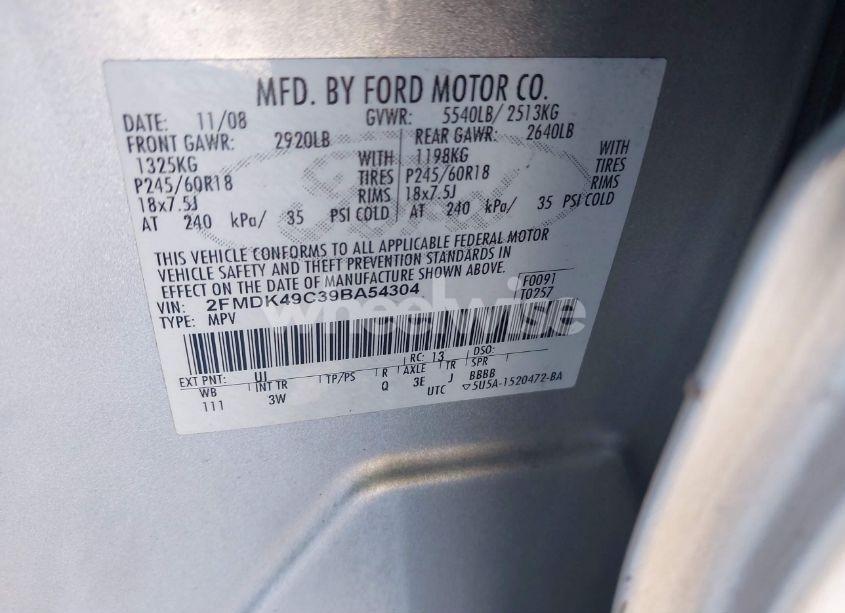 MFD. BY FORD MOTOR CO.
DATE: 11/08 GVWR: 5540LB/ 2513KG
FRONT GAWR: 2920LB REAR GAWR: 2640LB
1325KG WITH 1198KG WITH
P245/60R18 TIRES P245/60R18 TIRES
18x7.5J RIMS 18x7.5J RIMS
AT 240 kPa/ 35 PSI COLD AT 240 kPa/ 35 PSI COLD
THIS VEHICLE CONFORMS TO ALL APPLICABLE FEDERAL MOTOR
VEHICLE SAFETY AND THEFT PREVENTION STANDARDS IN
EFFECT ON THE DATE OF MANUFACTURE SHOWN ABOVE.
VIN: 2FMDK49C39BA54304 F0091
TYPE: MPV T0257
wheelwise
EXT PNT: UI RC: 13 DSO:
WB INT TR TP/PS R AXLE TR SPR
111 3W Q 3E J BBBB
UTC ▽5U5A-1520472-BA